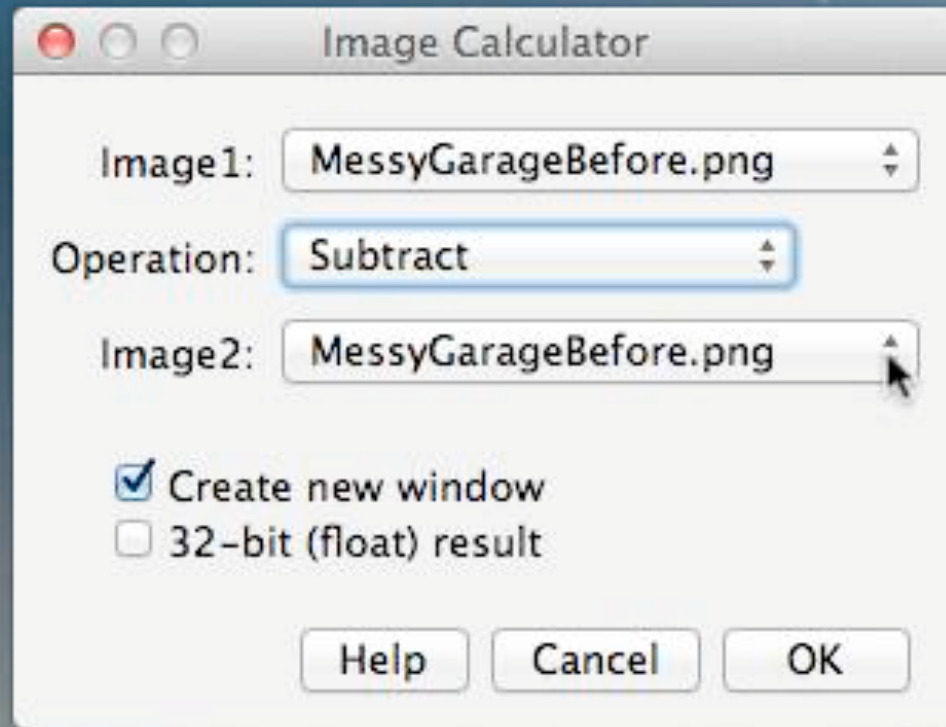 Image Calculator
Image1: MessyGarageBefore.png
Operation: Subtract
Image2: MessyGarageBefore.png
Create new window
32-bit (float) result
Help Cancel OK